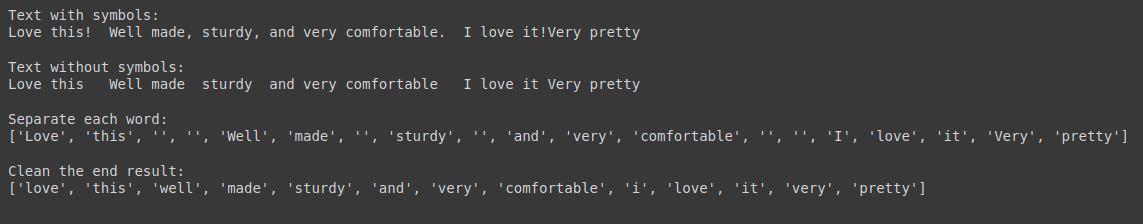 Text with symbols:
Love this!  Well made, sturdy, and very comfortable.  I love it!Very pretty
Text without symbols:
Love this   Well made  sturdy  and very comfortable   I love it Very pretty
Separate each word:
['Love', 'this', '', '', 'Well', 'made', '', 'sturdy', '', 'and', 'very', 'comfortable', '', '', 'I', 'love', 'it', 'Very', 'pretty']
Clean the end result:
['love', 'this', 'well', 'made', 'sturdy', 'and', 'very', 'comfortable', 'i', 'love', 'it', 'very', 'pretty']